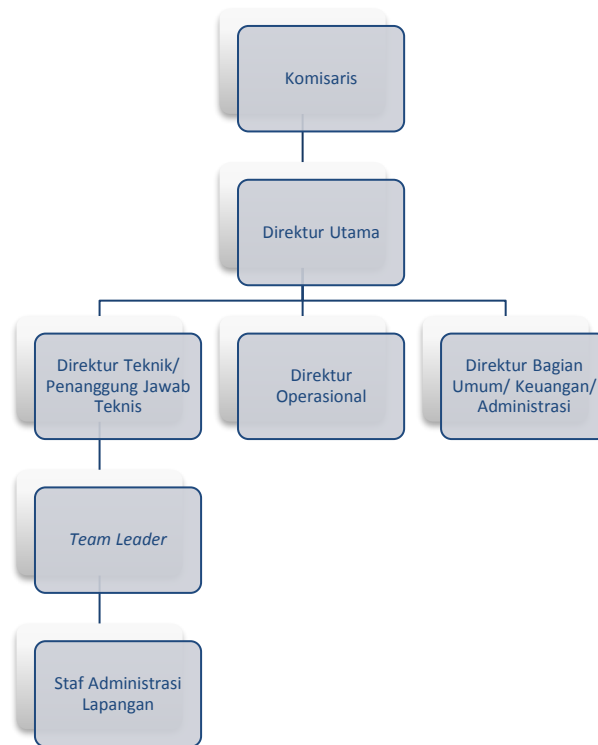 Komisaris
Direktur Utama
Direktur Teknik/
Penanggung Jawab
Teknis
Direktur
Operasional
Direktur Bagian
Umum/ Keuangan/
Administrasi
Team Leader
Staf Administrasi
Lapangan